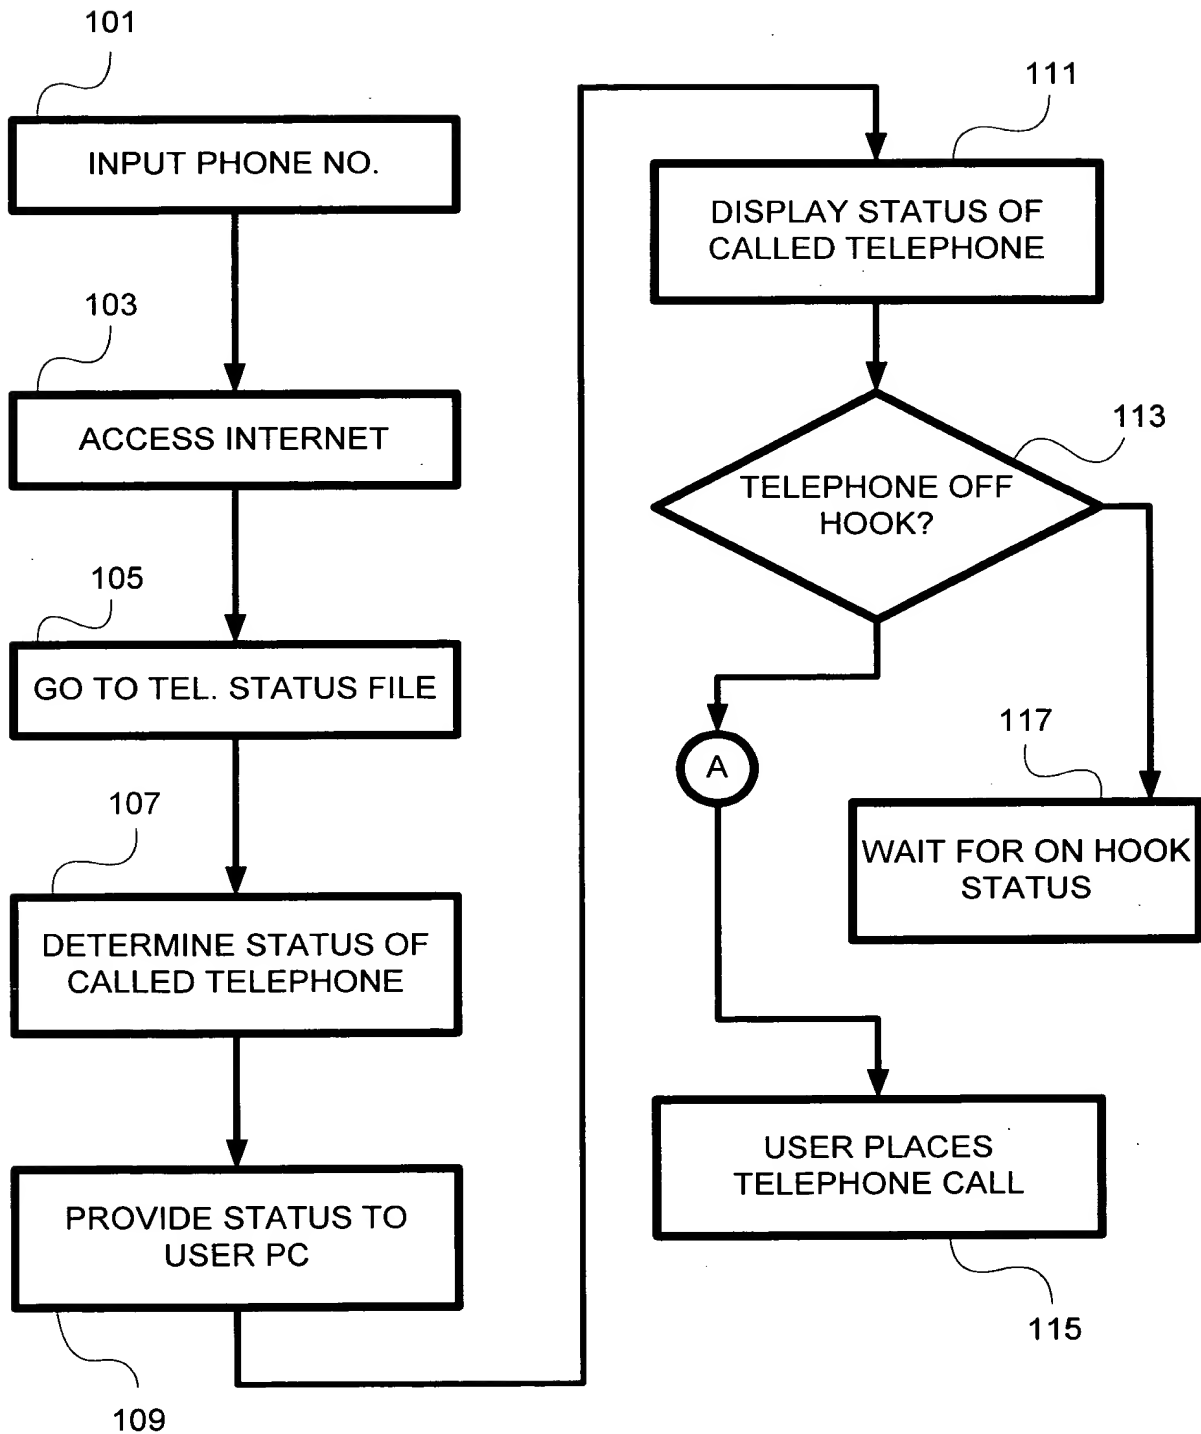 101
INPUT PHONE NO.
103
ACCESS INTERNET
105
GO TO TEL. STATUS FILE
107
DETERMINE STATUS OF
CALLED TELEPHONE
PROVIDE STATUS TO
USER PC
109
111
DISPLAY STATUS OF
CALLED TELEPHONE
113
TELEPHONE OFF
HOOK?
A
117
WAIT FOR ON HOOK
STATUS
USER PLACES
TELEPHONE CALL
115